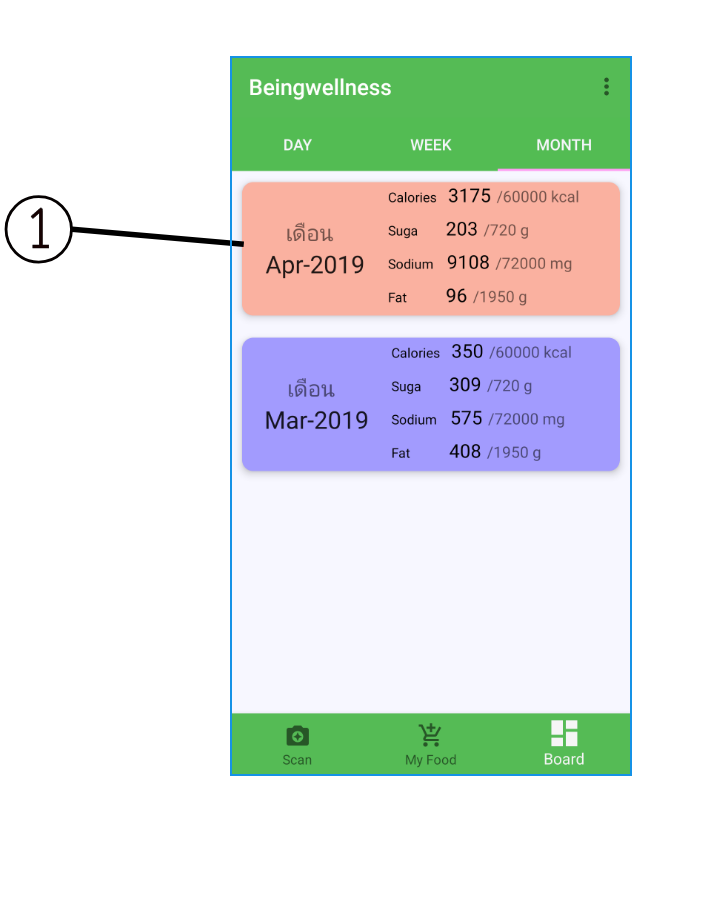 Beingwellness
DAY WEEK MONTH
1
เดือน
Apr-2019
Calories 3175 /60000 kcal
Suga 203 /720 g
Sodium 9108 /72000 mg
Fat 96 /1950 g
เดือน
Mar-2019
Calories 350 /60000 kcal
Suga 309 /720 g
Sodium 575 /72000 mg
Fat 408 /1950 g
Scan My Food Board